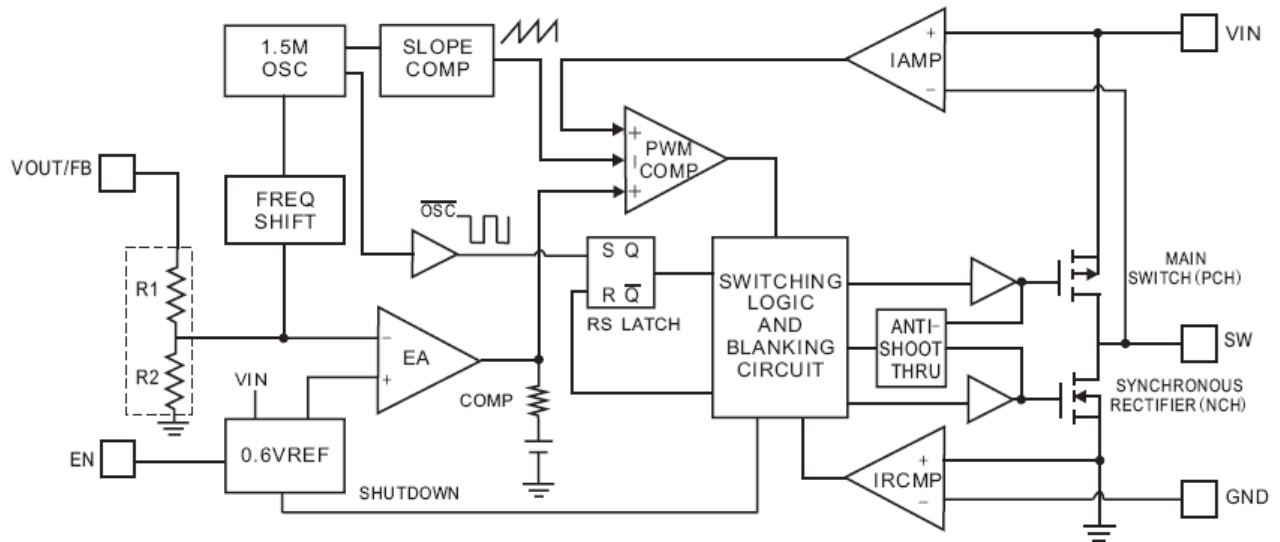 1.5M
OSC
SLOPE
COMP
+
IAMP
−
VIN
VOUT/FB
FREQ
SHIFT
+
−
+
PWM
COMP
OSC
R1
R2
S Q
R Q
RS LATCH
SWITCHING
LOGIC
AND
BLANKING
CIRCUIT
ANTI-
SHOOT
THRU
MAIN
SWITCH(PCH)
SW
SYNCHRONOUS
RECTIFIER(NCH)
−
EA
+
COMP
VIN
EN
0.6VREF
SHUTDOWN
+
IRCMP
−
GND